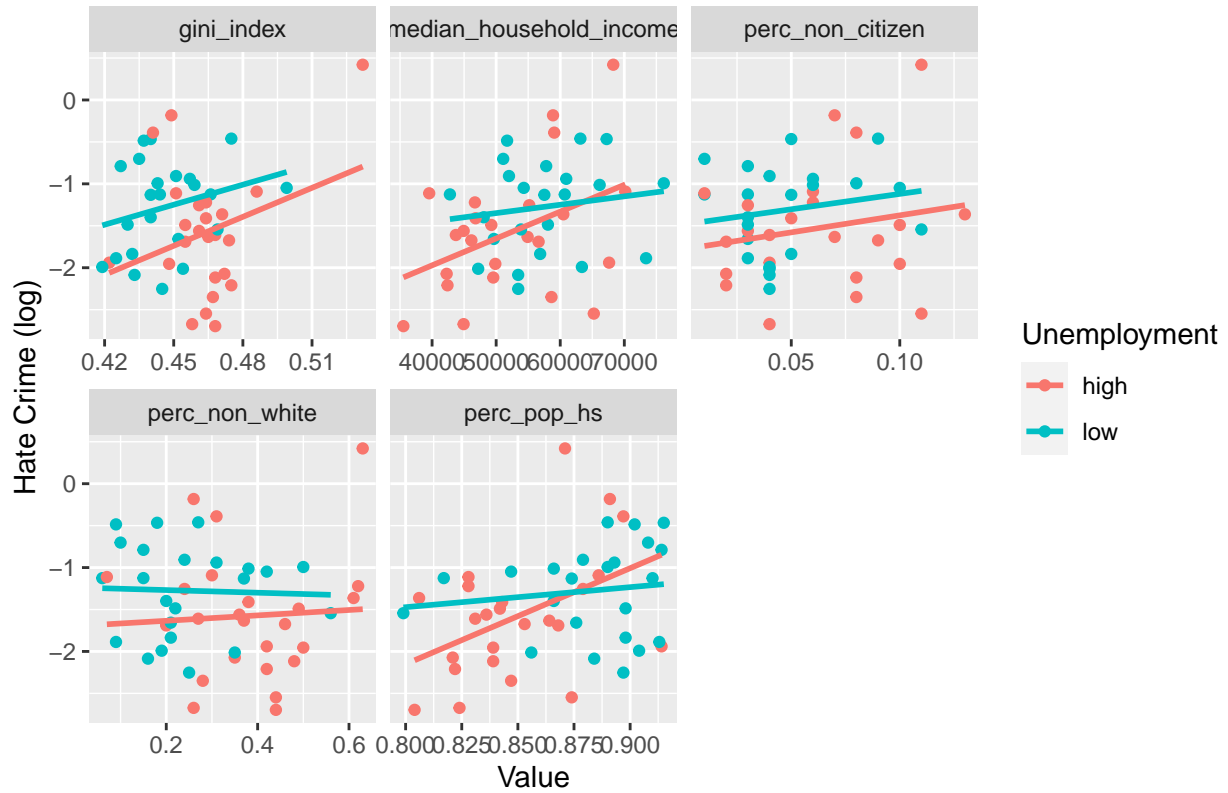 gini_index
median_household_income
perc_non_citizen
0
−1
−2
0.42 0.45 0.48 0.51
40000 50000 60000 70000
0.05 0.10
perc_non_white
perc_pop_hs
0
−1
−2
0.2 0.4 0.6
0.800 0.825 0.850 0.875 0.900
Hate Crime (log)
Value
Unemployment
high
low